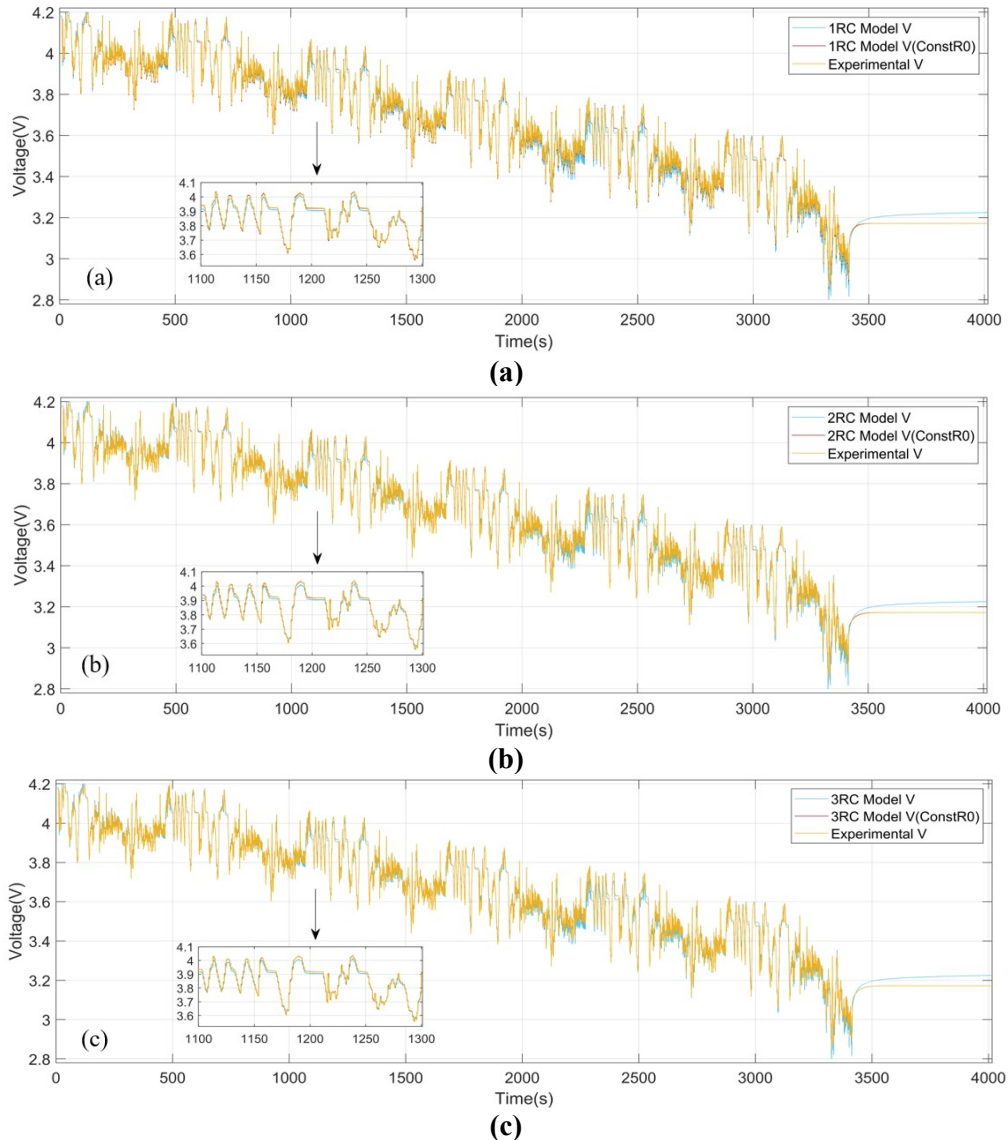 4.2
4
3.8
3.6
3.4
3.2
3
2.8
Voltage(V)
1RC Model V
1RC Model V(ConstR0)
Experimental V
4.1
4
3.9
3.8
3.7
3.6
1100 1150 1200 1250 1300
(a)
0 500 1000 1500 2000 2500 3000 3500 4000
Time(s)
(a)
4.2
4
3.8
3.6
3.4
3.2
3
2.8
Voltage(V)
2RC Model V
2RC Model V(ConstR0)
Experimental V
4.1
4
3.9
3.8
3.7
3.6
1100 1150 1200 1250 1300
(b)
0 500 1000 1500 2000 2500 3000 3500 4000
Time(s)
(b)
4.2
4
3.8
3.6
3.4
3.2
3
2.8
Voltage(V)
3RC Model V
3RC Model V(ConstR0)
Experimental V
4.1
4
3.9
3.8
3.7
3.6
1100 1150 1200 1250 1300
(c)
0 500 1000 1500 2000 2500 3000 3500 4000
Time(s)
(c)